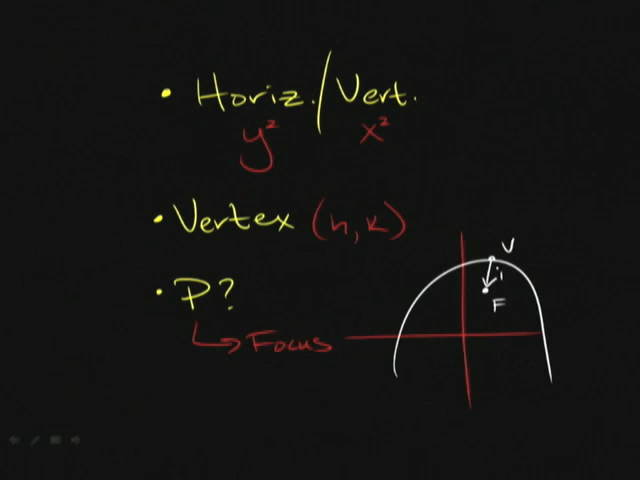 • Horiz./Vert.
y² x²
• Vertex (h,k)
• P?
↳ Focus
V
F